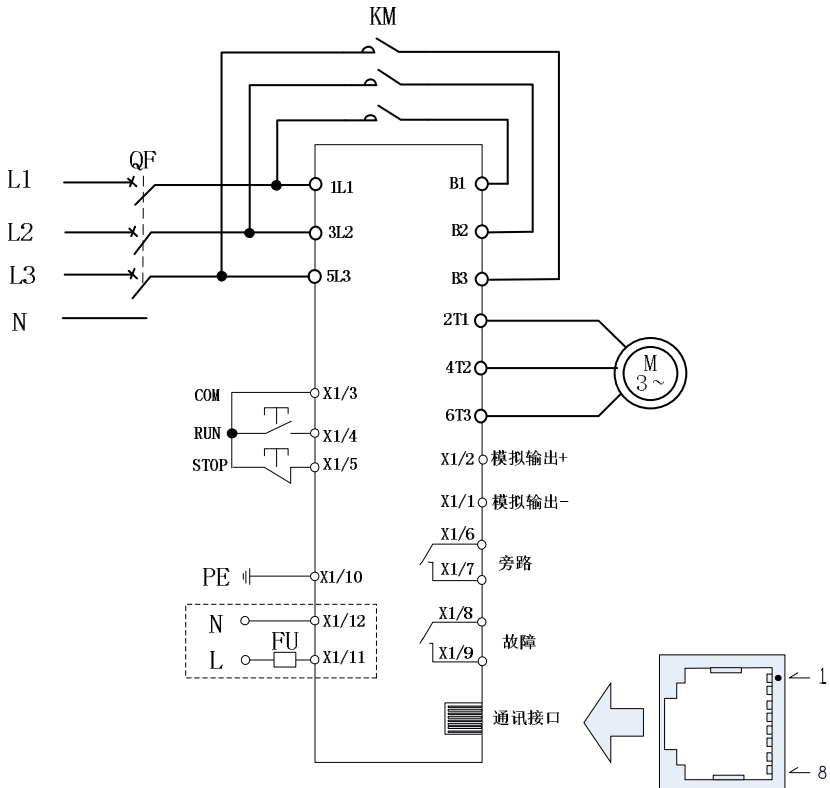 KM
QF
L1
L2
L3
N
1L1
3L2
5L3
B1
B2
B3
2T1
4T2
6T3
M
3~
COM
RUN
STOP
X1/3
X1/4
X1/5
X1/2 模拟输出+
X1/1 模拟输出-
X1/6
X1/7
旁路
PE
X1/10
N
X1/12
L
FU
X1/11
X1/8
X1/9
故障
通讯接口
1
8